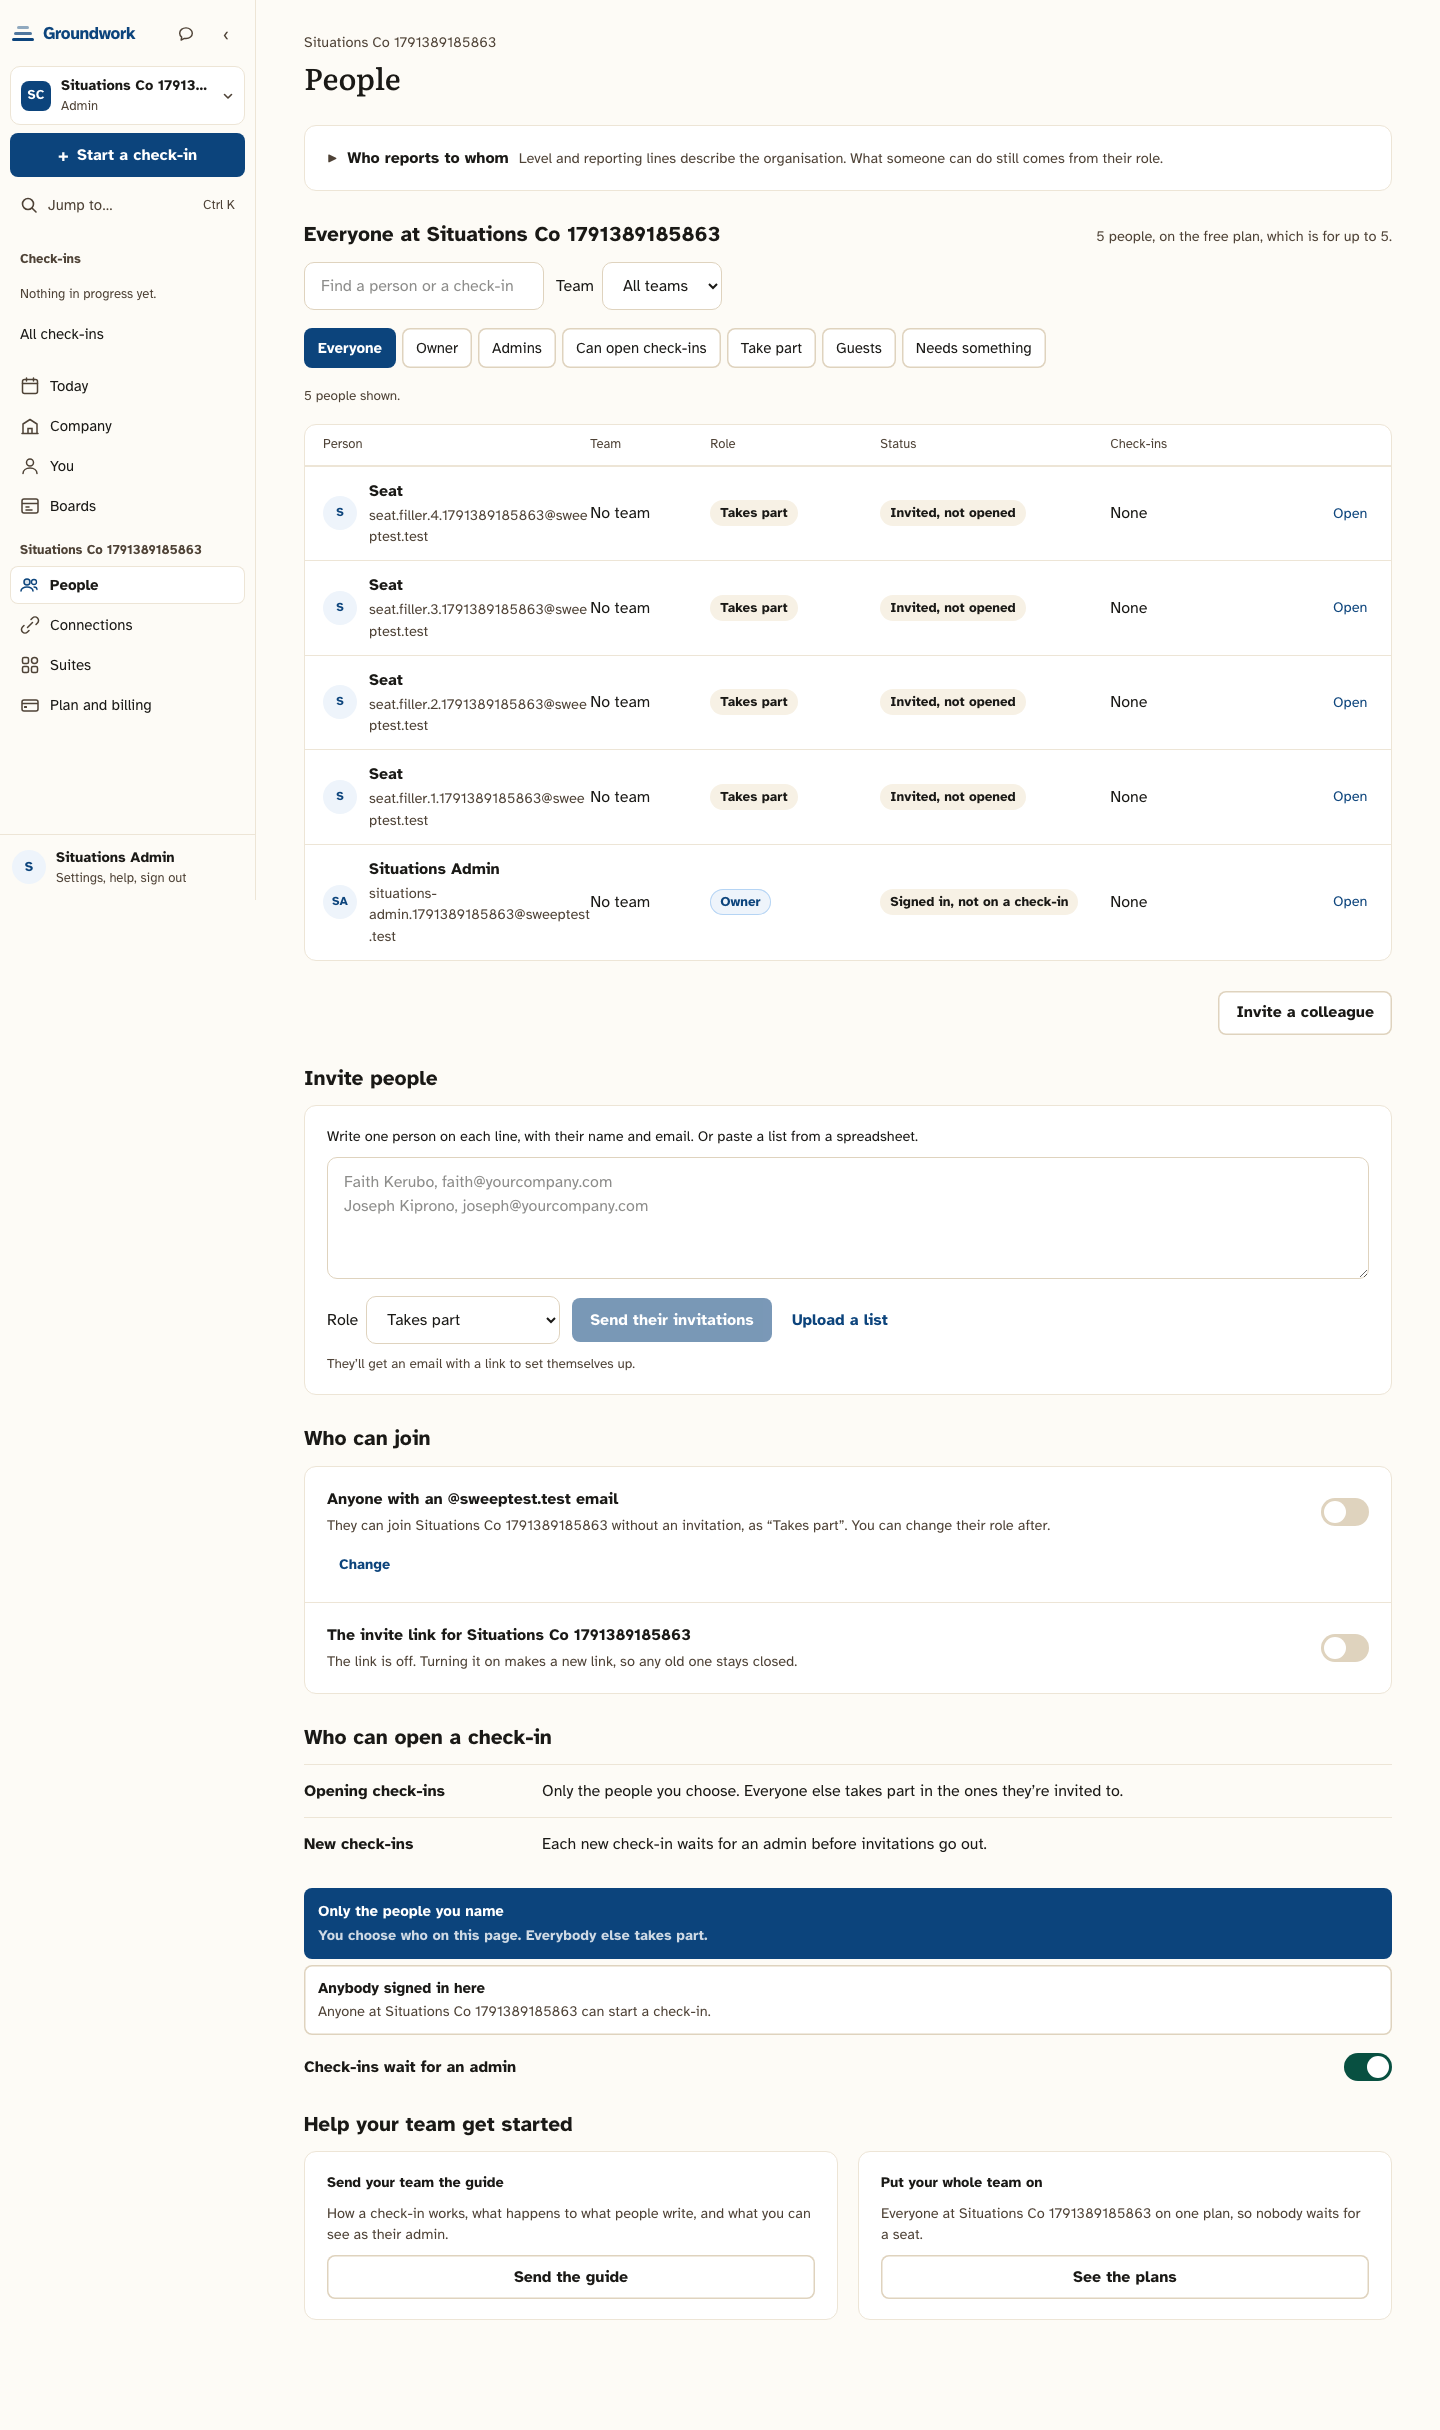 Groundwork
SC
Situations Co 17913...
Admin
+ Start a check-in
Jump to...
Ctrl K
Check-ins
Nothing in progress yet.
All check-ins
Today
Company
You
Boards
Situations Co 1791389185863
People
Connections
Suites
Plan and billing
S
Situations Admin
Settings, help, sign out
Situations Co 1791389185863
People
Who reports to whom Level and reporting lines describe the organisation. What someone can do still comes from their role.
Everyone at Situations Co 1791389185863
5 people, on the free plan, which is for up to 5.
Find a person or a check-in Team All teams
Everyone Owner Admins Can open check-ins Take part Guests Needs something
5 people shown.
Person Team Role Status Check-ins
Seat
S seat.filler.4.1791389185863@swee No team Takes part Invited, not opened None Open
ptest.test
Seat
S seat.filler.3.1791389185863@swee No team Takes part Invited, not opened None Open
ptest.test
Seat
S seat.filler.2.1791389185863@swee No team Takes part Invited, not opened None Open
ptest.test
Seat
S seat.filler.1.1791389185863@swee No team Takes part Invited, not opened None Open
ptest.test
Situations Admin
situations-
SA admin.1791389185863@sweeptest No team Owner Signed in, not on a check-in None Open
.test
Invite a colleague
Invite people
Write one person on each line, with their name and email. Or paste a list from a spreadsheet.
Faith Kerubo, faith@yourcompany.com
Joseph Kiprono, joseph@yourcompany.com
Role Takes part Send their invitations Upload a list
They’ll get an email with a link to set themselves up.
Who can join
Anyone with an @sweeptest.test email
They can join Situations Co 1791389185863 without an invitation, as “Takes part”. You can change their role after.
Change
The invite link for Situations Co 1791389185863
The link is off. Turning it on makes a new link, so any old one stays closed.
Who can open a check-in
Opening check-ins Only the people you choose. Everyone else takes part in the ones they’re invited to.
New check-ins Each new check-in waits for an admin before invitations go out.
Only the people you name
You choose who on this page. Everybody else takes part.
Anybody signed in here
Anyone at Situations Co 1791389185863 can start a check-in.
Check-ins wait for an admin
Help your team get started
Send your team the guide
How a check-in works, what happens to what people write, and what you can
see as their admin.
Send the guide
Put your whole team on
Everyone at Situations Co 1791389185863 on one plan, so nobody waits for
a seat.
See the plans